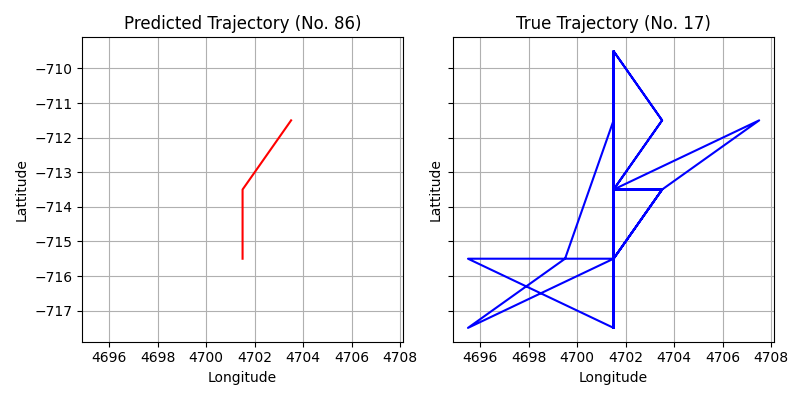 Predicted Trajectory (No. 86)
True Trajectory (No. 17)
Lattitude
−710
−711
−712
−713
−714
−715
−716
−717
4696 4698 4700 4702 4704 4706 4708
Longitude
Lattitude
4696 4698 4700 4702 4704 4706 4708
Longitude